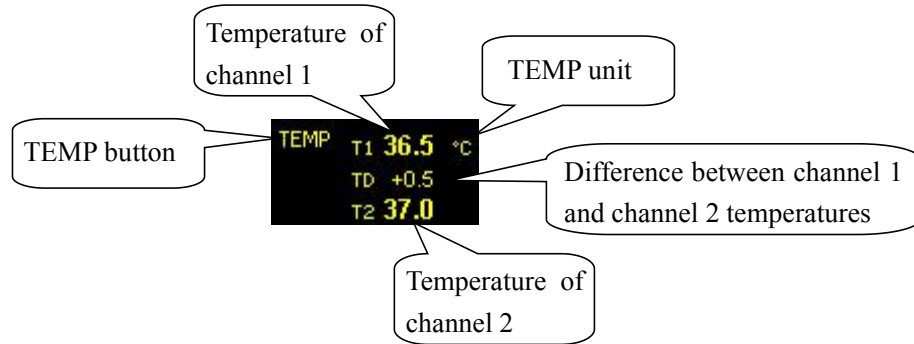 Temperature of
channel 1
TEMP unit
TEMP button
TEMP T1 36.5 °C
TD +0.5
T2 37.0
Difference between channel 1
and channel 2 temperatures
Temperature of
channel 2